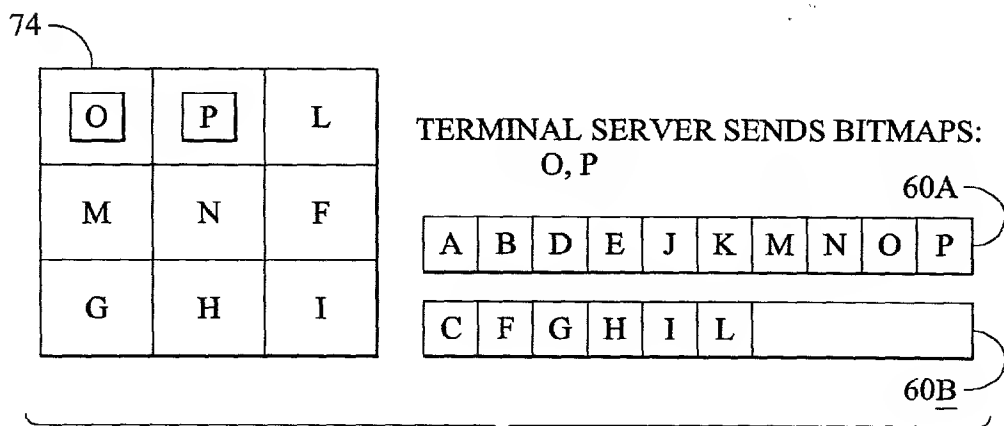 74
O P L
M N F
G H I
TERMINAL SERVER SENDS BITMAPS:
O, P
60A
A B D E J K M N O P
C F G H I L
60B